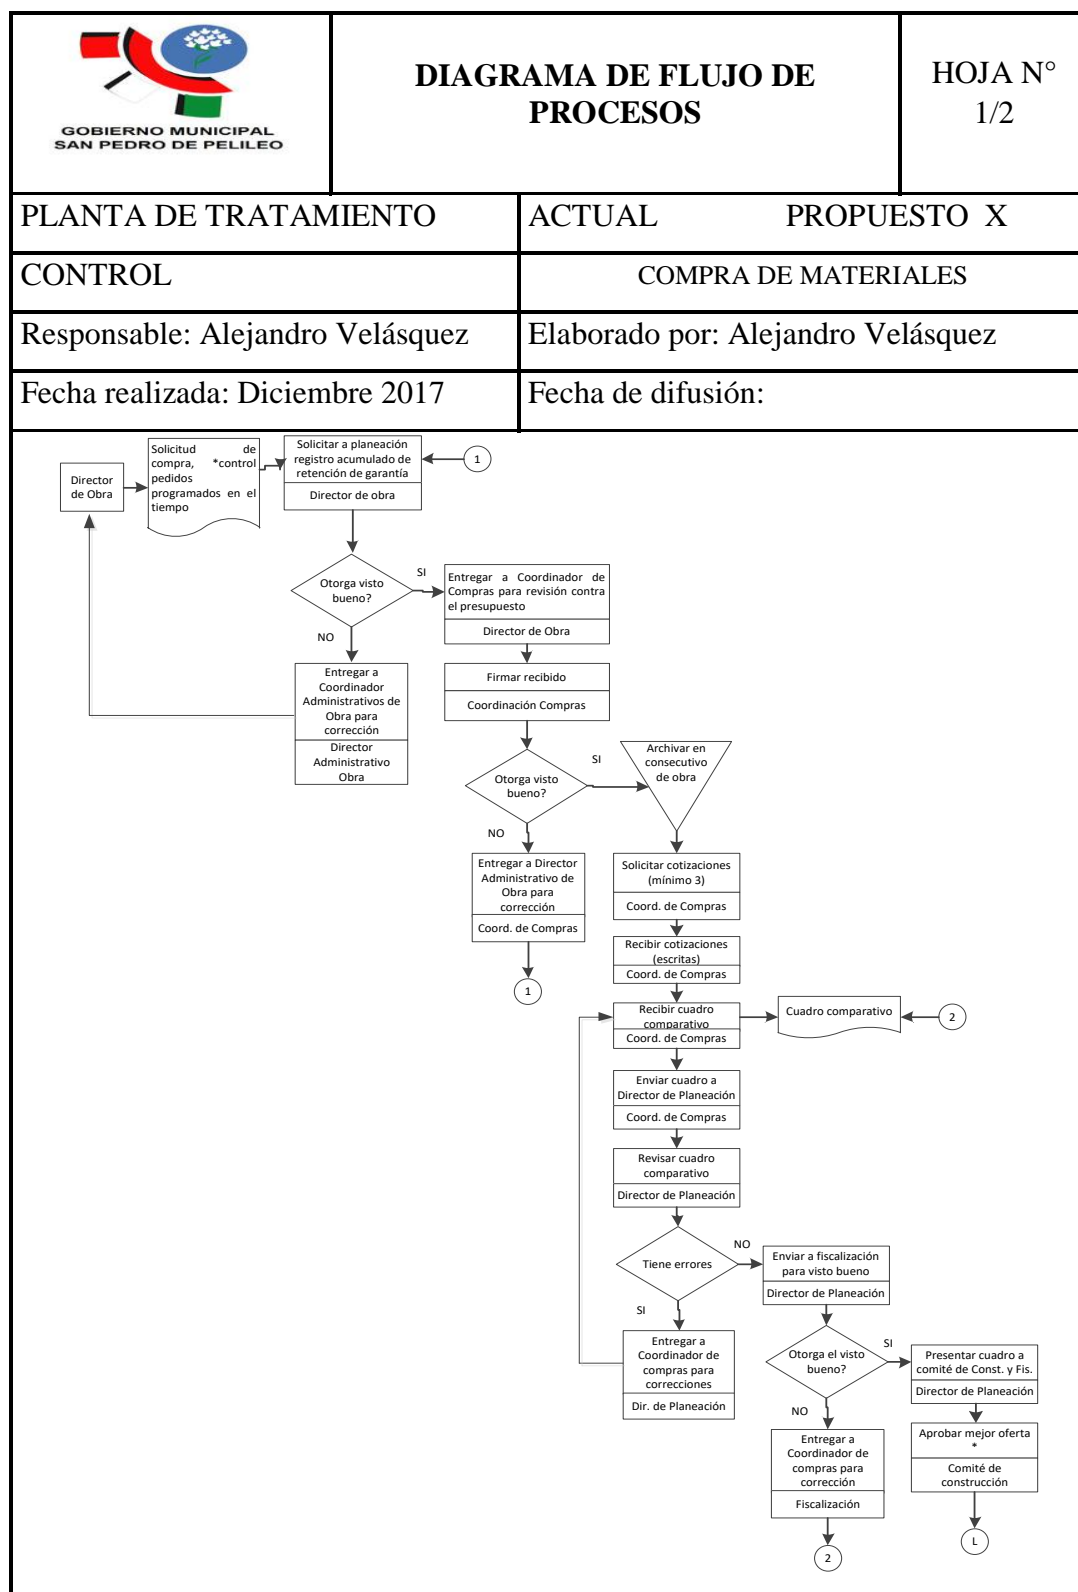 GOBIERNO MUNICIPAL
SAN PEDRO DE PELILEO
DIAGRAMA DE FLUJO DE
PROCESOS
HOJA N°
1/2
PLANTA DE TRATAMIENTO
ACTUAL PROPUESTO X
CONTROL
COMPRA DE MATERIALES
Responsable: Alejandro Velásquez
Elaborado por: Alejandro Velásquez
Fecha realizada: Diciembre 2017
Fecha de difusión:
Director
de Obra
Solicitud de
compra, *control
pedidos
programados en el
tiempo
Solicitar a planeación
registro acumulado de
retención de garantía
Director de obra
1
Otorga visto
bueno?
SI
NO
Entregar a Coordinador de
Compras para revisión contra
el presupuesto
Director de Obra
Entregar a
Coordinador
Administrativos de
Obra para
corrección
Director
Administrativo
Obra
Firmar recibido
Coordinación Compras
Otorga visto
bueno?
SI
NO
Archivar en
consecutivo
de obra
Entregar a Director
Administrativo de
Obra para
corrección
Coord. de Compras
1
Solicitar cotizaciones
(mínimo 3)
Coord. de Compras
Recibir cotizaciones
(escritas)
Coord. de Compras
Recibir cuadro
comparativo
Coord. de Compras
Cuadro comparativo
2
Enviar cuadro a
Director de Planeación
Coord. de Compras
Revisar cuadro
comparativo
Director de Planeación
Tiene errores
NO
SI
Enviar a fiscalización
para visto bueno
Director de Planeación
Entregar a
Coordinador de
compras para
correcciones
Dir. de Planeación
Otorga el visto
bueno?
SI
NO
Presentar cuadro a
comité de Const. y Fis.
Director de Planeación
Aprobar mejor oferta
*
Comité de
construcción
L
Entregar a
Coordinador de
compras para
corrección
Fiscalización
2